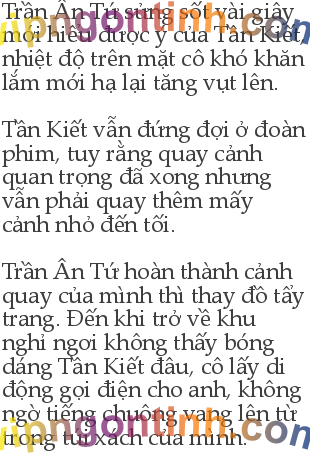 Trần Ân Tứ sửng sốt vài giây
mới hiểu được ý của Tần Kiết,
nhiệt độ trên mặt cô khó khăn
lắm mới hạ lại tăng vụt lên.

Tần Kiết vẫn đứng đợi ở đoàn
phim, tuy rằng quay cảnh
quan trọng đã xong nhưng
vẫn phải quay thêm mấy
cảnh nhỏ đến tối.

Trần Ân Tứ hoàn thành cảnh
quay của mình thì thay đồ tẩy
trang. Đến khi trở về khu
nghỉ ngơi không thấy bóng
dáng Tần Kiết đâu, cô lấy di
động gọi điện cho anh, không
ngờ tiếng chuông vang lên từ
trong túi xách của mình.
vipngontinh.com
vipngontinh.com